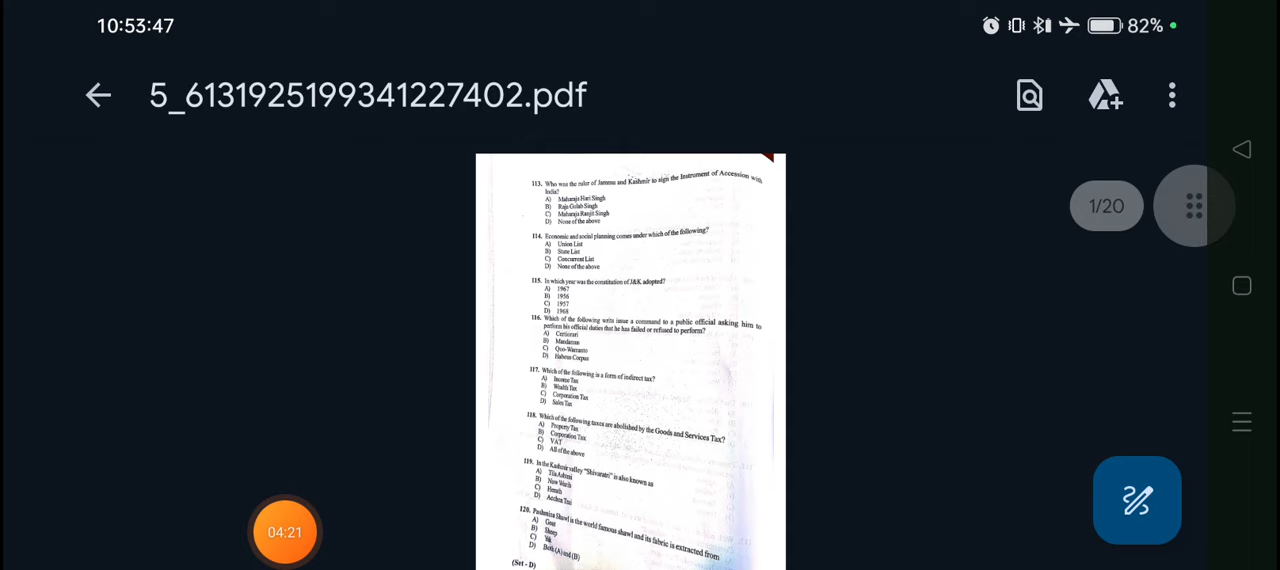 10:53:47
82%
5_6131925199341227402.pdf
1/20
113. Who was the ruler of Jammu and Kashmir to sign the Instrument of Accession with
India?
A) Maharaja Hari Singh
B) Raja Gulab Singh
C) Maharaja Ranjit Singh
D) None of the above
114. Economic and social planning comes under which of the following?
A) Union List
B) State List
C) Concurrent List
D) None of the above
115. In which year was the constitution of J&K adopted?
A) 1967
B) 1956
C) 1957
D) 1968
116. Which of the following writs issue a command to a public official asking him to
perform his official duties that he has failed or refused to perform?
A) Certiorari
B) Mandamus
C) Quo-Warranto
D) Habeus Corpus
117. Which of the following is a form of indirect tax?
A) Income Tax
B) Wealth Tax
C) Corporation Tax
D) Sales Tax
118. Which of the following taxes are abolished by the Goods and Services Tax?
A) Property Tax
B) Corporation Tax
C) VAT
D) All of the above
119. In the Kashmir valley "Shivaratri" is also known as
A) Tila Ashtmi
B) Now Warih
C) Herath
D)
120. Pashmina Shawl is the world famous shawl and its fabric is extracted from
A) Goat
B) Sheep
C) Yak
D) Both (A) and (B)
(Set - D)
04:21